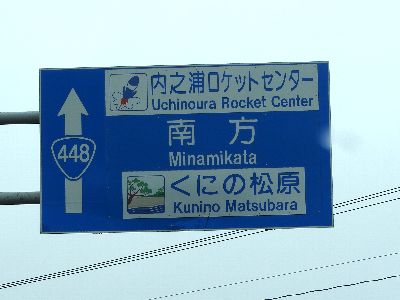 内之浦ロケットセンター
Uchinoura Rocket Center
448
南方
Minamikata
くにの松原
Kunino Matsubara